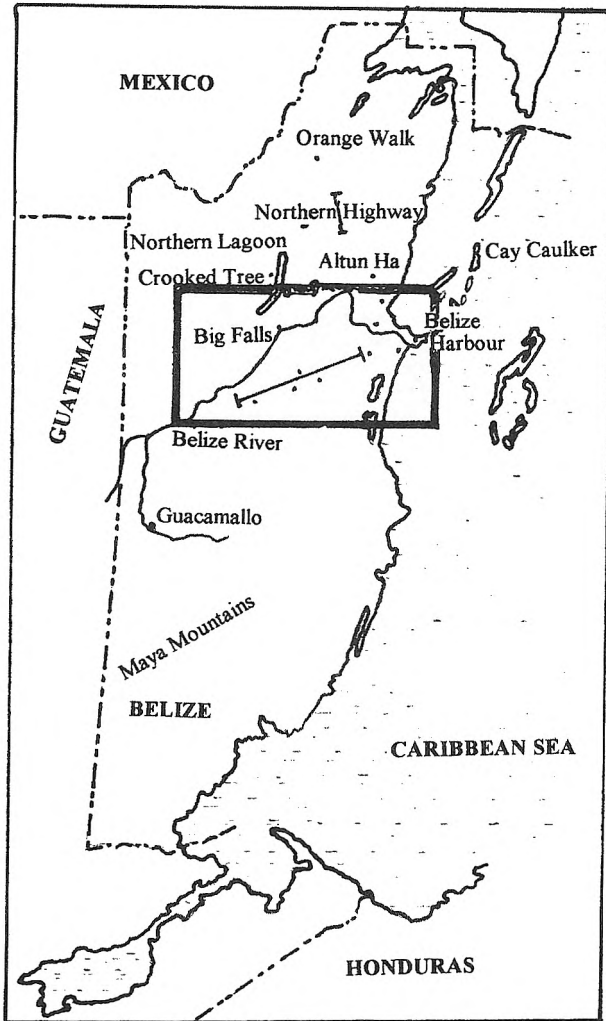 MEXICO
Orange Walk
Northern Highway
Northern Lagoon
Altun Ha
Cay Caulker
Crooked Tree
Big Falls
Belize
Harbour
GUATEMALA
Belize River
Guacamallo
Maya Mountains
BELIZE
CARIBBEAN SEA
HONDURAS